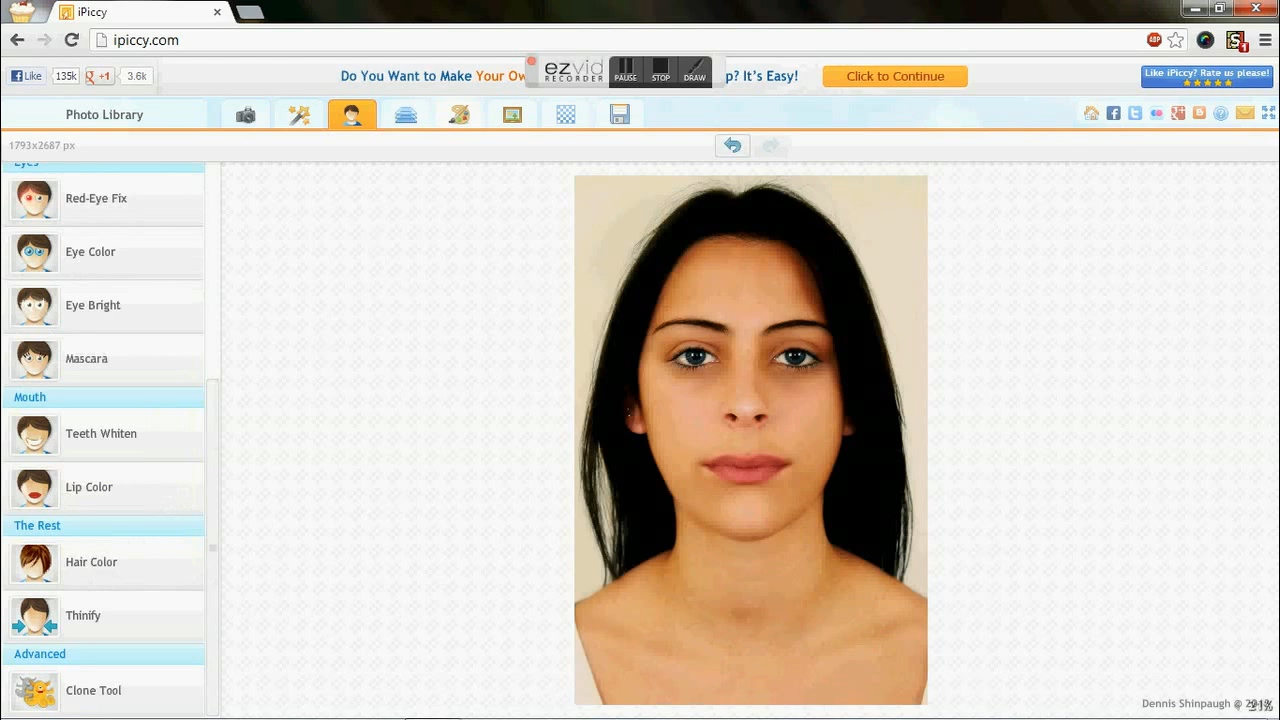 iPiccy
ipiccy.com
ABP
1
Like
135k
+1
3.6k
Do You Want to Make Your Ow
ezvid
RECORDER
PAUSE
STOP
DRAW
p? It's Easy!
Click to Continue
Like iPiccy? Rate us please!
Photo Library
1793x2687 px
Eyes
Red-Eye Fix
Eye Color
Eye Bright
Mascara
Mouth
Teeth Whiten
Lip Color
The Rest
Hair Color
Thinify
Advanced
Clone Tool
Dennis Shinpaugh @